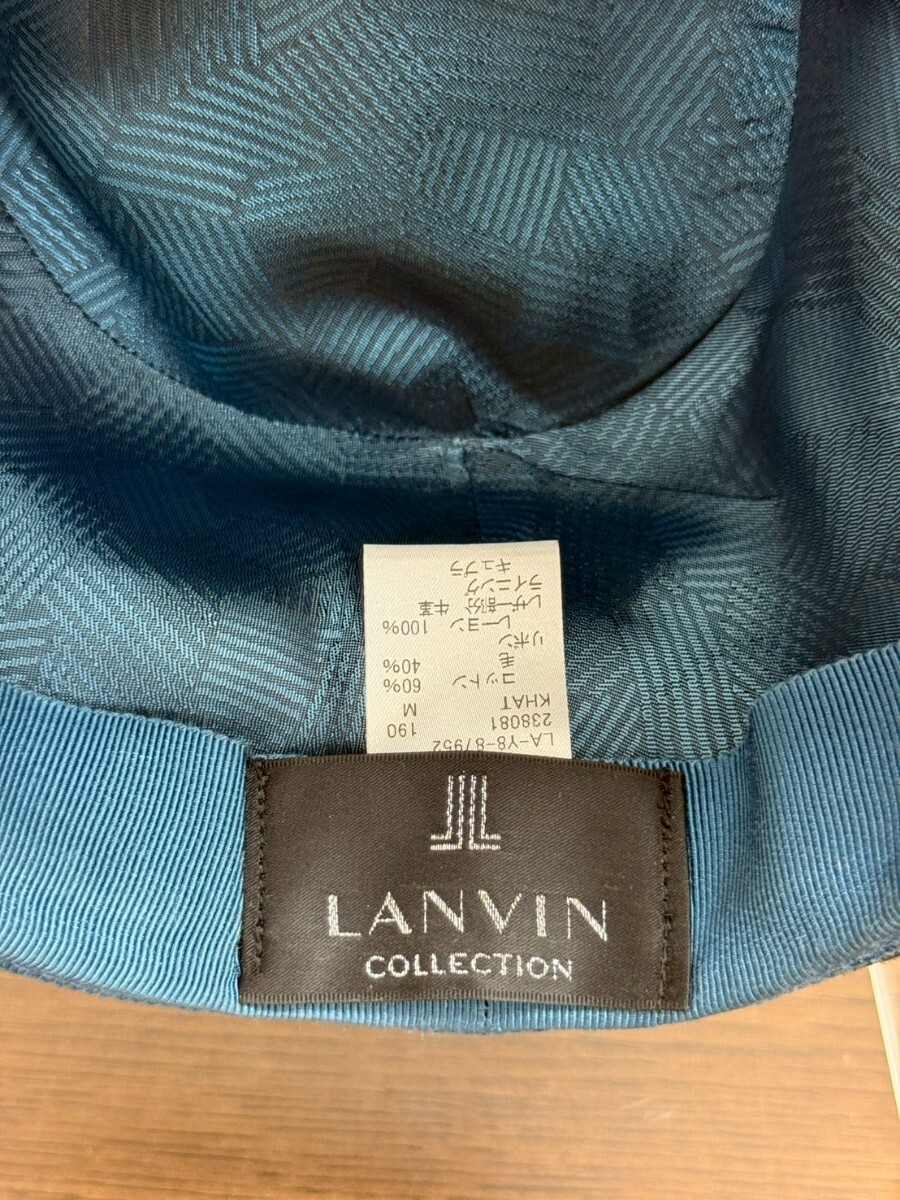 LA-Y8-87952
238081 190
KHAT M
コットン 60%
毛 40%
リボン
レーヨン 100%
レザー部分 牛革
ライニング
キュプラ
LANVIN
COLLECTION